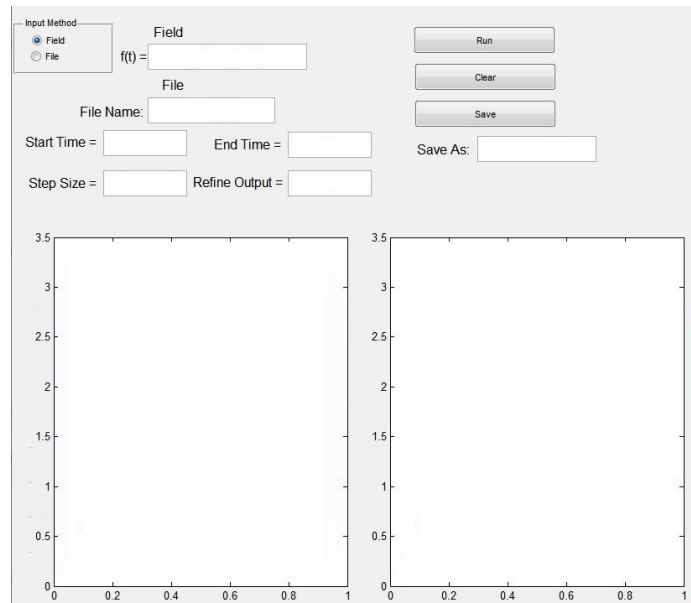 Input Method
Field
File
Field
f(t) =
File
File Name:
Start Time =
End Time =
Step Size =
Refine Output =
Run
Clear
Save
Save As:
3.5
3
2.5
2
1.5
1
0.5
0
0 0.2 0.4 0.6 0.8 1
3.5
3
2.5
2
1.5
1
0.5
0
0 0.2 0.4 0.6 0.8 1